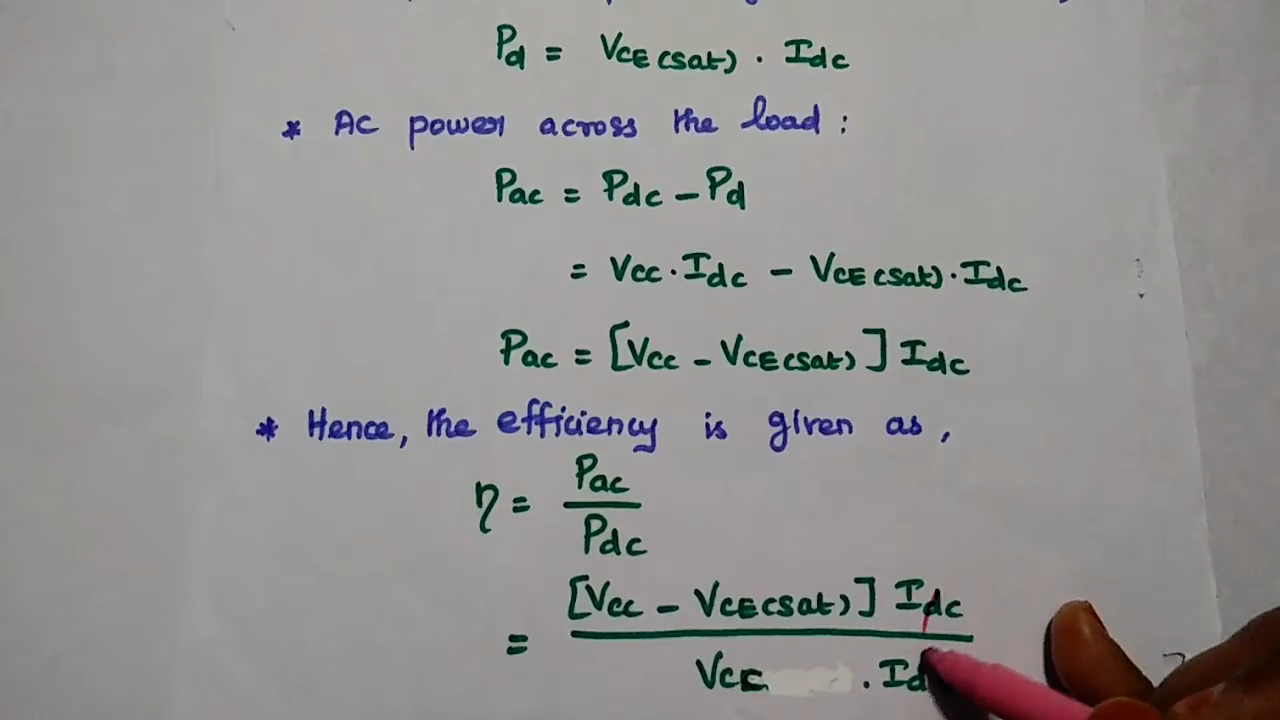 Pd = VCE(sat) . Idc
* AC power across the load :
Pac = Pdc - Pd
= Vcc . Idc - VCE(sat) . Idc
Pac = [Vcc - VCE(sat)] Idc
* Hence, the efficiency is given as,
η = Pac / Pdc
= [Vcc - VCE(sat)] Idc / Vcc . Id